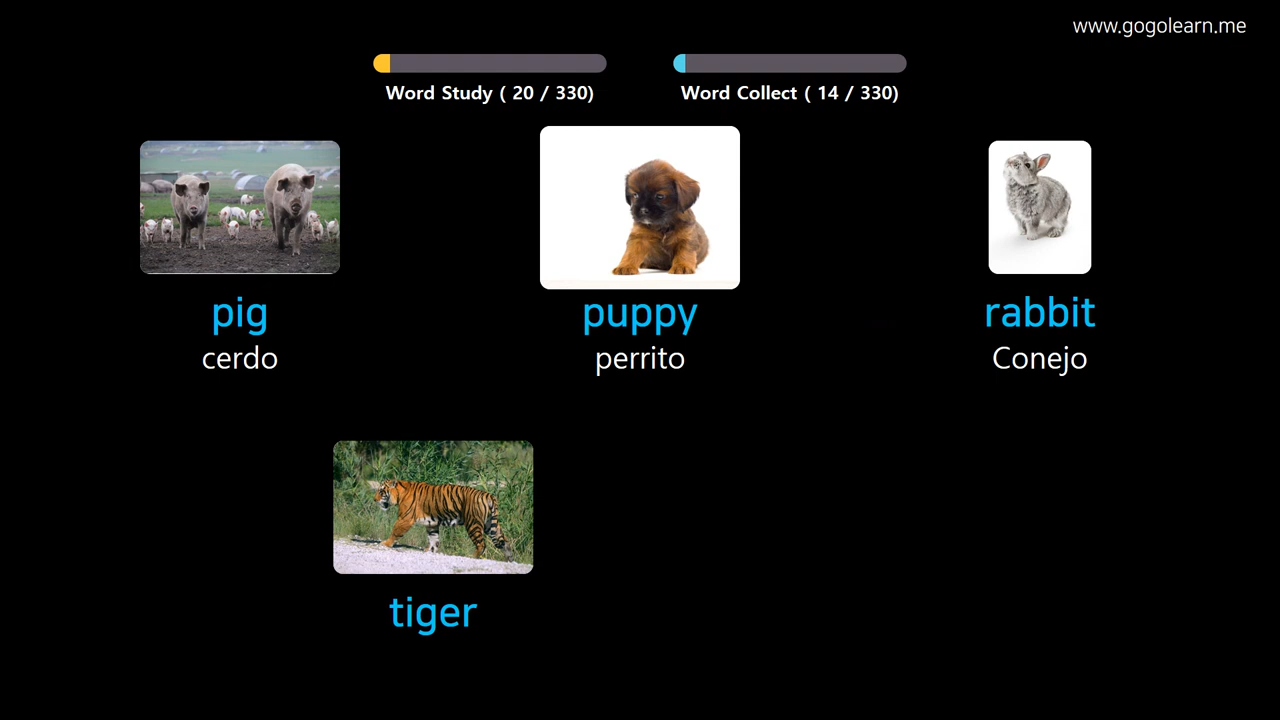 www.gogolearn.me
Word Study ( 20 / 330)
Word Collect ( 14 / 330)
pig
cerdo
puppy
perrito
rabbit
Conejo
tiger